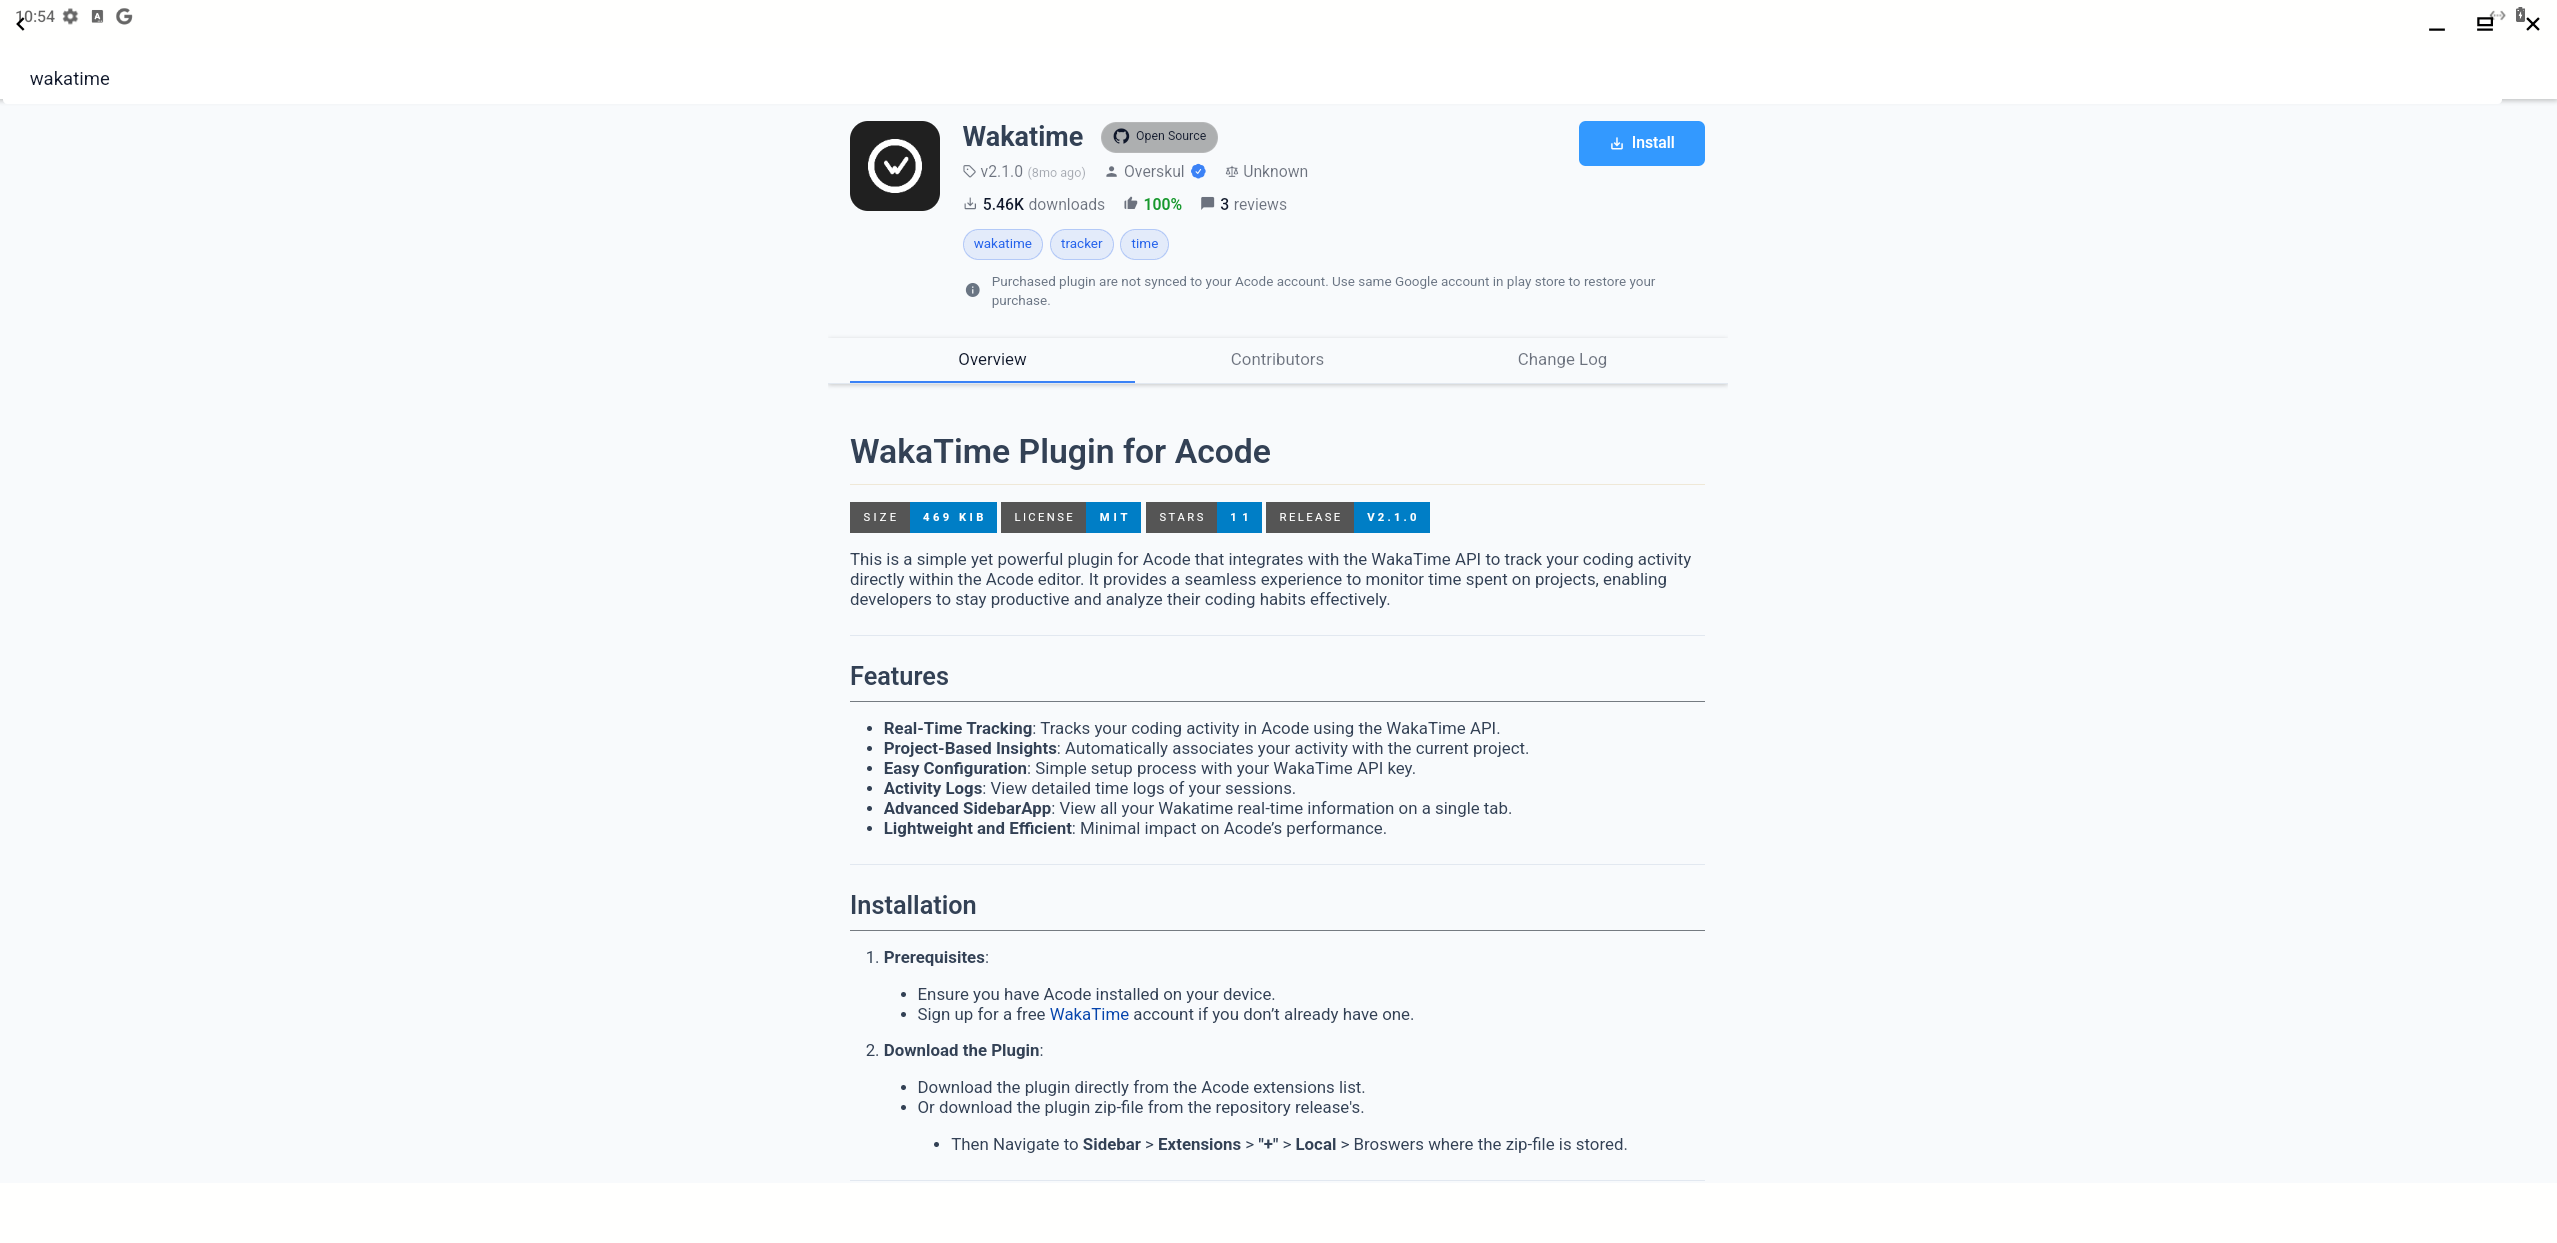 10:54
wakatime
Wakatime Open Source
Install
v2.1.0 (8mo ago) Overskul Unknown
5.46K downloads 100% 3 reviews
wakatime tracker time
Purchased plugin are not synced to your Acode account. Use same Google account in play store to restore your
purchase.
Overview Contributors Change Log
WakaTime Plugin for Acode
SIZE 469 KIB LICENSE MIT STARS 11 RELEASE V2.1.0
This is a simple yet powerful plugin for Acode that integrates with the WakaTime API to track your coding activity
directly within the Acode editor. It provides a seamless experience to monitor time spent on projects, enabling
developers to stay productive and analyze their coding habits effectively.
Features
• Real-Time Tracking: Tracks your coding activity in Acode using the WakaTime API.
• Project-Based Insights: Automatically associates your activity with the current project.
• Easy Configuration: Simple setup process with your WakaTime API key.
• Activity Logs: View detailed time logs of your sessions.
• Advanced SidebarApp: View all your Wakatime real-time information on a single tab.
• Lightweight and Efficient: Minimal impact on Acode’s performance.
Installation
1. Prerequisites:
• Ensure you have Acode installed on your device.
• Sign up for a free WakaTime account if you don’t already have one.
2. Download the Plugin:
• Download the plugin directly from the Acode extensions list.
• Or download the plugin zip-file from the repository release's.
• Then Navigate to Sidebar > Extensions > "+" > Local > Broswers where the zip-file is stored.